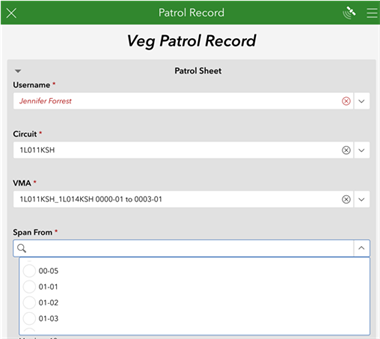 Patrol Record
Veg Patrol Record
Patrol Sheet
Username *
Jennifer Forrest
Circuit *
1L011KSH
VMA *
1L011KSH_1L014KSH 0000-01 to 0003-01
Span From *
00-05
01-01
01-02
01-03